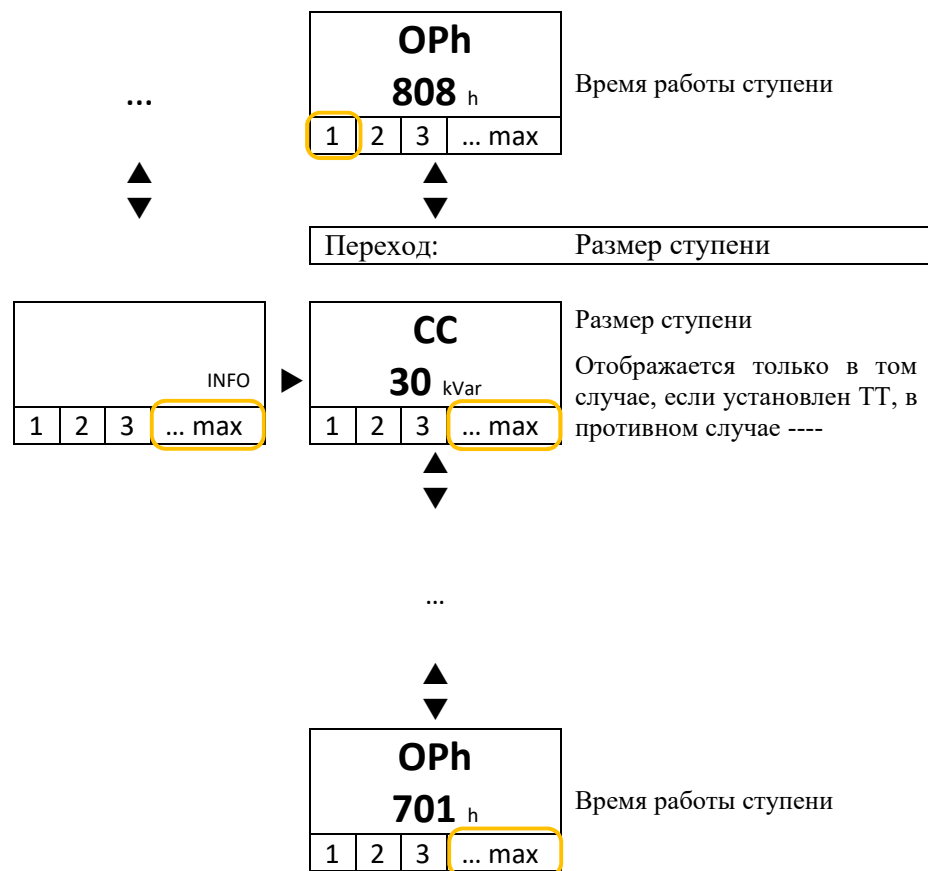 OPh
808 h
1 2 3 ... max
Время работы ступени
...
Переход: Размер ступени
INFO
1 2 3 ... max
CC
30 kVar
1 2 3 ... max
Размер ступени
Отображается только в том
случае, если установлен ТТ, в
противном случае ----
...
OPh
701 h
1 2 3 ... max
Время работы ступени